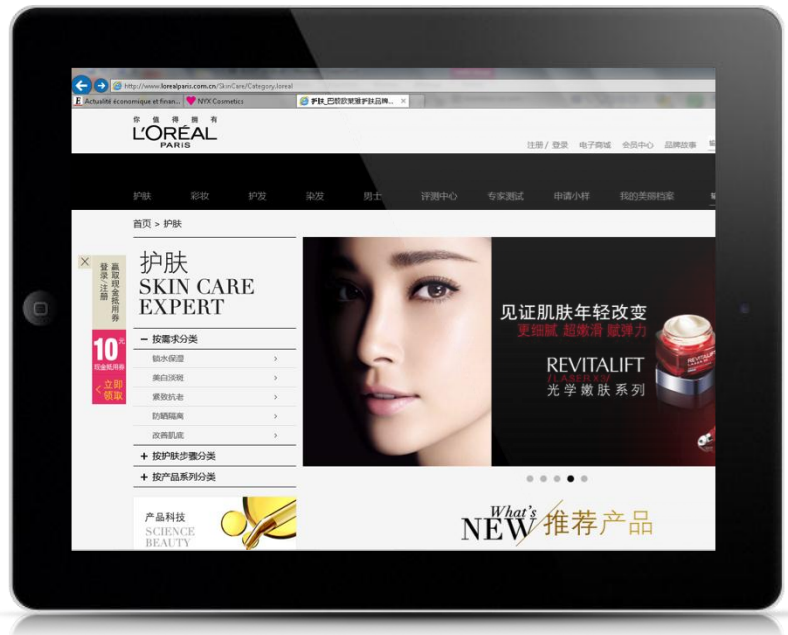 http://www.lorealparis.com.cn/SkinCare/Category.loreal
Actualité économique et finan...
NYX Cosmetics
护肤_巴黎欧莱雅护肤品牌...
你值得拥有
L'ORÉAL
PARIS
注册 / 登录 电子商城 会员中心 品牌故事
护肤 彩妆 护发 染发 男士 评测中心 专家测试 申请小样 我的美丽档案
首页 > 护肤
登录/注册
赢取现金抵用券
10元
现金抵用券
立即
领取
护肤
SKIN CARE
EXPERT
按需求分类
锁水保湿
美白淡斑
紧致抗老
防晒隔离
改善肌底
按护肤步骤分类
按产品系列分类
产品科技
SCIENCE
BEAUTY
见证肌肤年轻改变
更细腻 超嫩滑 赋弹力
REVITALIFT
LASER X3
光学嫩肤系列
REVITALIFT
What's
NEW 推荐产品